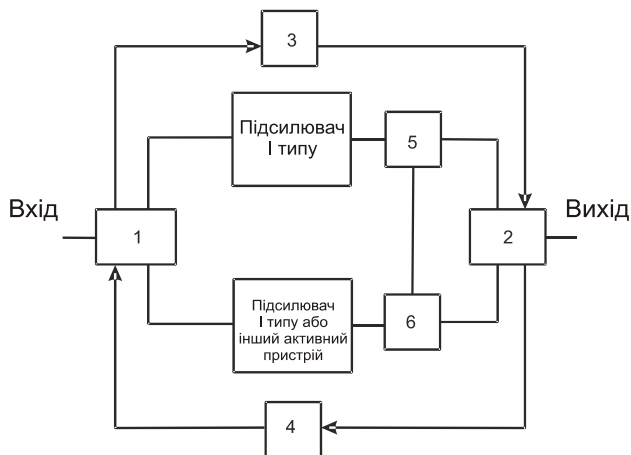 3
Підсилювач
І типу
5
Вхід
Вихід
1
2
Підсилювач
І типу або
інший активний
пристрій
6
4